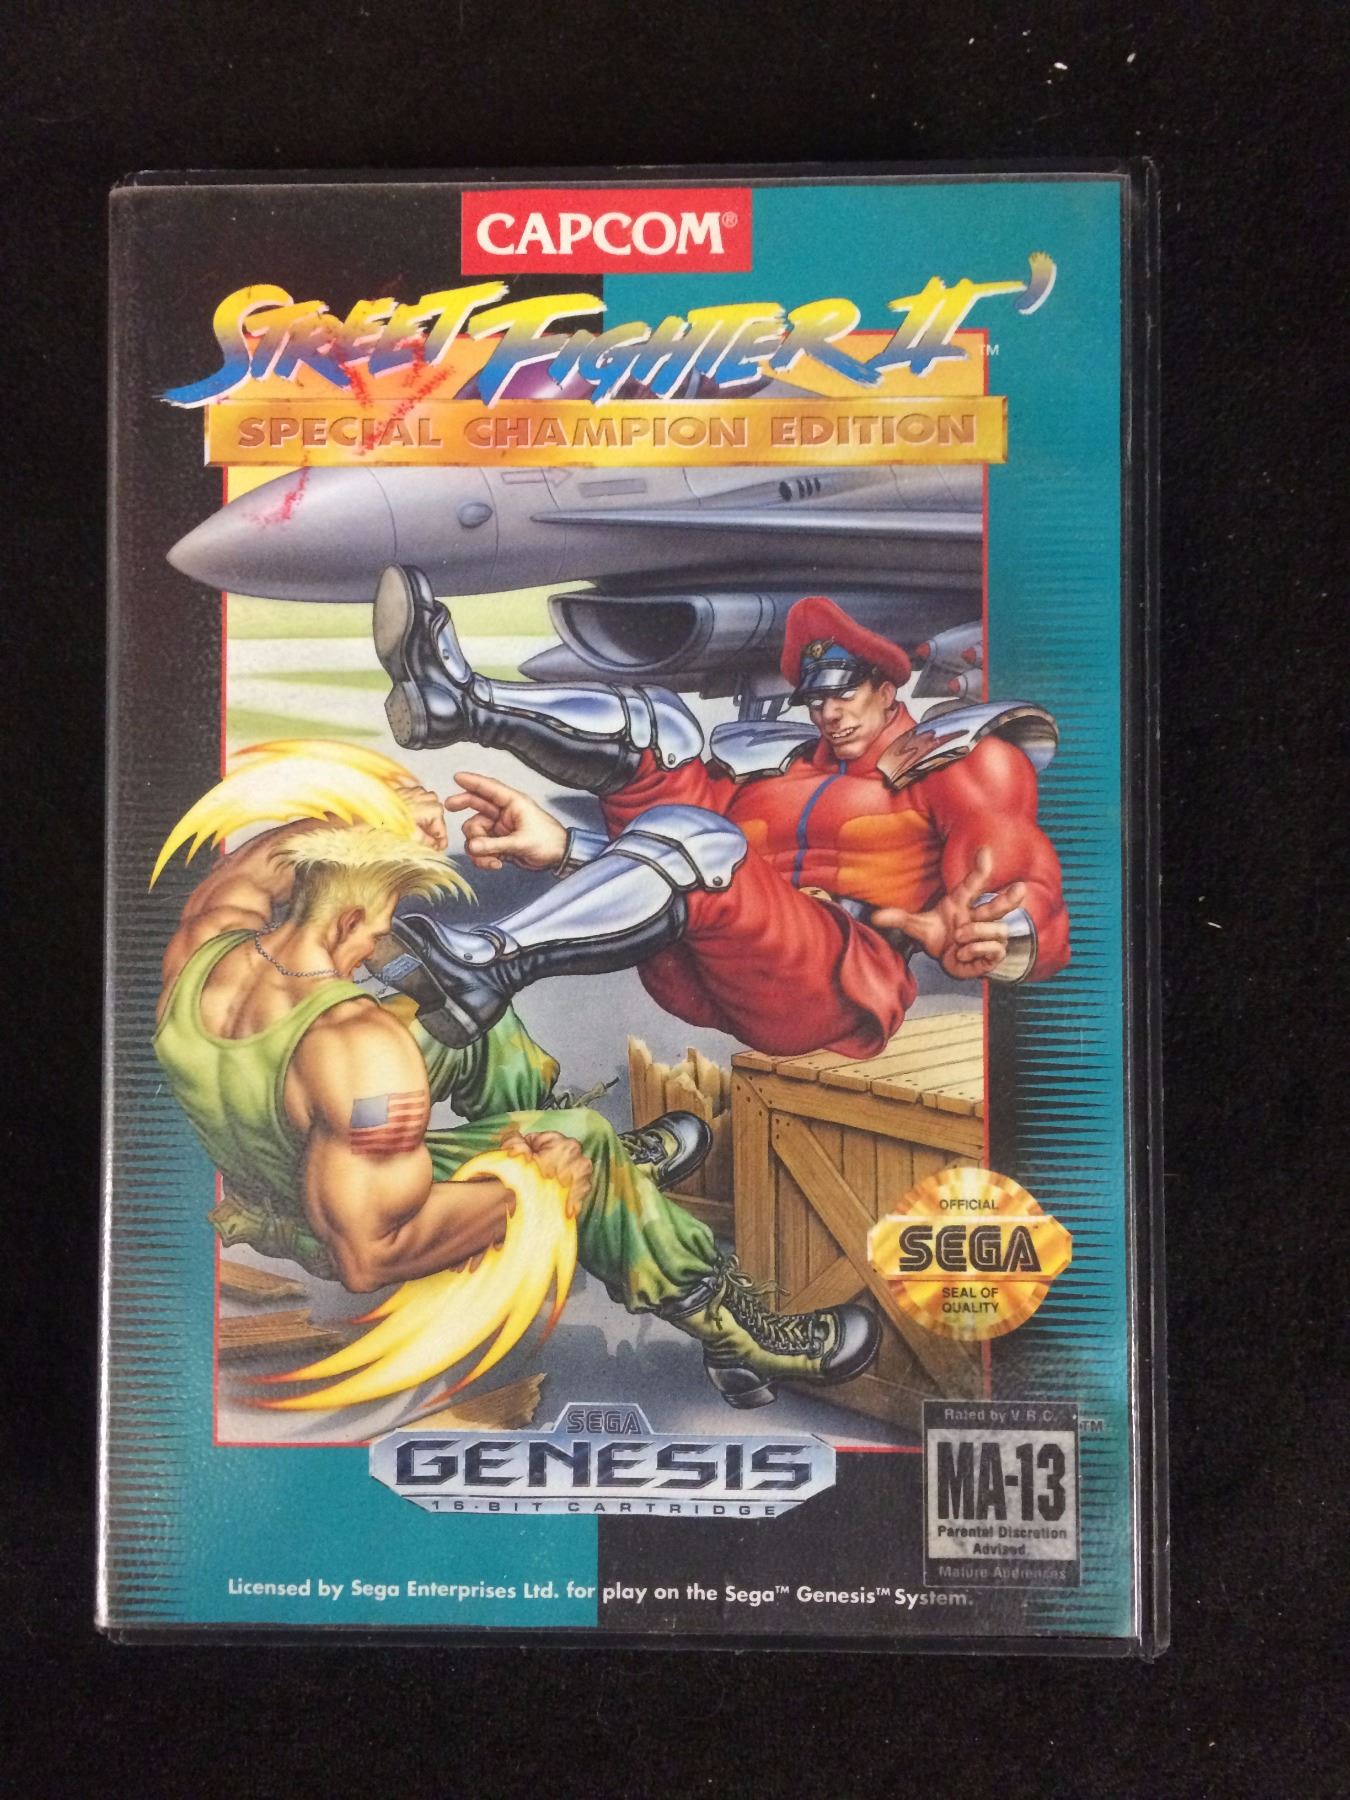 CAPCOM®
STREET FIGHTER II' ™
SPECIAL CHAMPION EDITION
OFFICIAL
SEGA
SEAL OF
QUALITY
SEGA
GENESIS
16-BIT CARTRIDGE
Rated by V.R.C. ™
MA-13
Parental Discretion
Advised
Mature Audiences
Licensed by Sega Enterprises Ltd. for play on the Sega™ Genesis™ System.